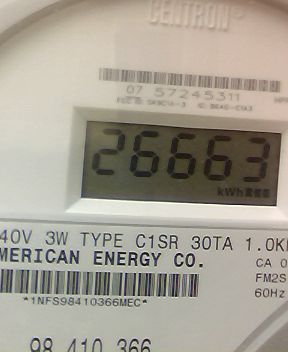 CENTRON®
07 57245311
26663
kWh
40V 3W TYPE C1SR 30TA 1.0K
MERICAN ENERGY CO. CA 0
FM2S
*1NFS98410366MEC* 60Hz
98 410 366